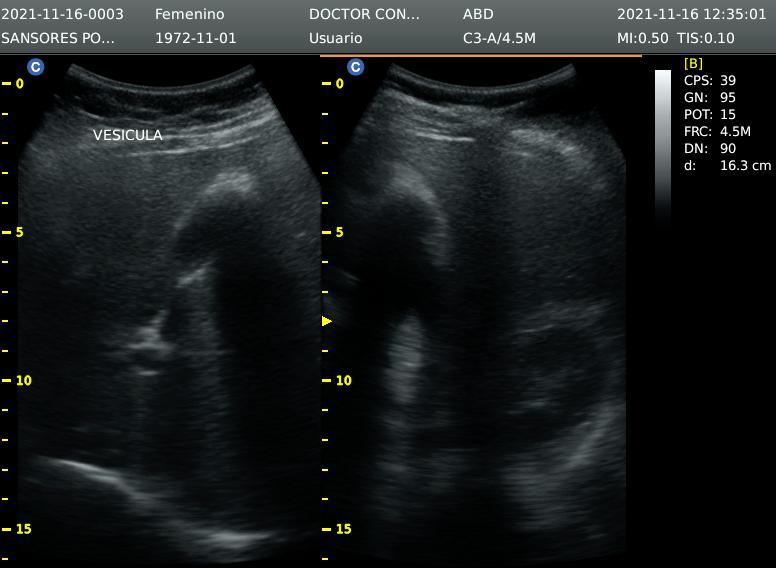 2021-11-16-0003 Femenino DOCTOR CON... ABD 2021-11-16 12:35:01
SANSORES PO... 1972-11-01 Usuario C3-A/4.5M MI:0.50 TIS:0.10
C C
[B]
CPS: 39
GN: 95
POT: 15
FRC: 4.5M
DN: 90
d: 16.3 cm
VESICULA
0 0
5 5
10 10
15 15